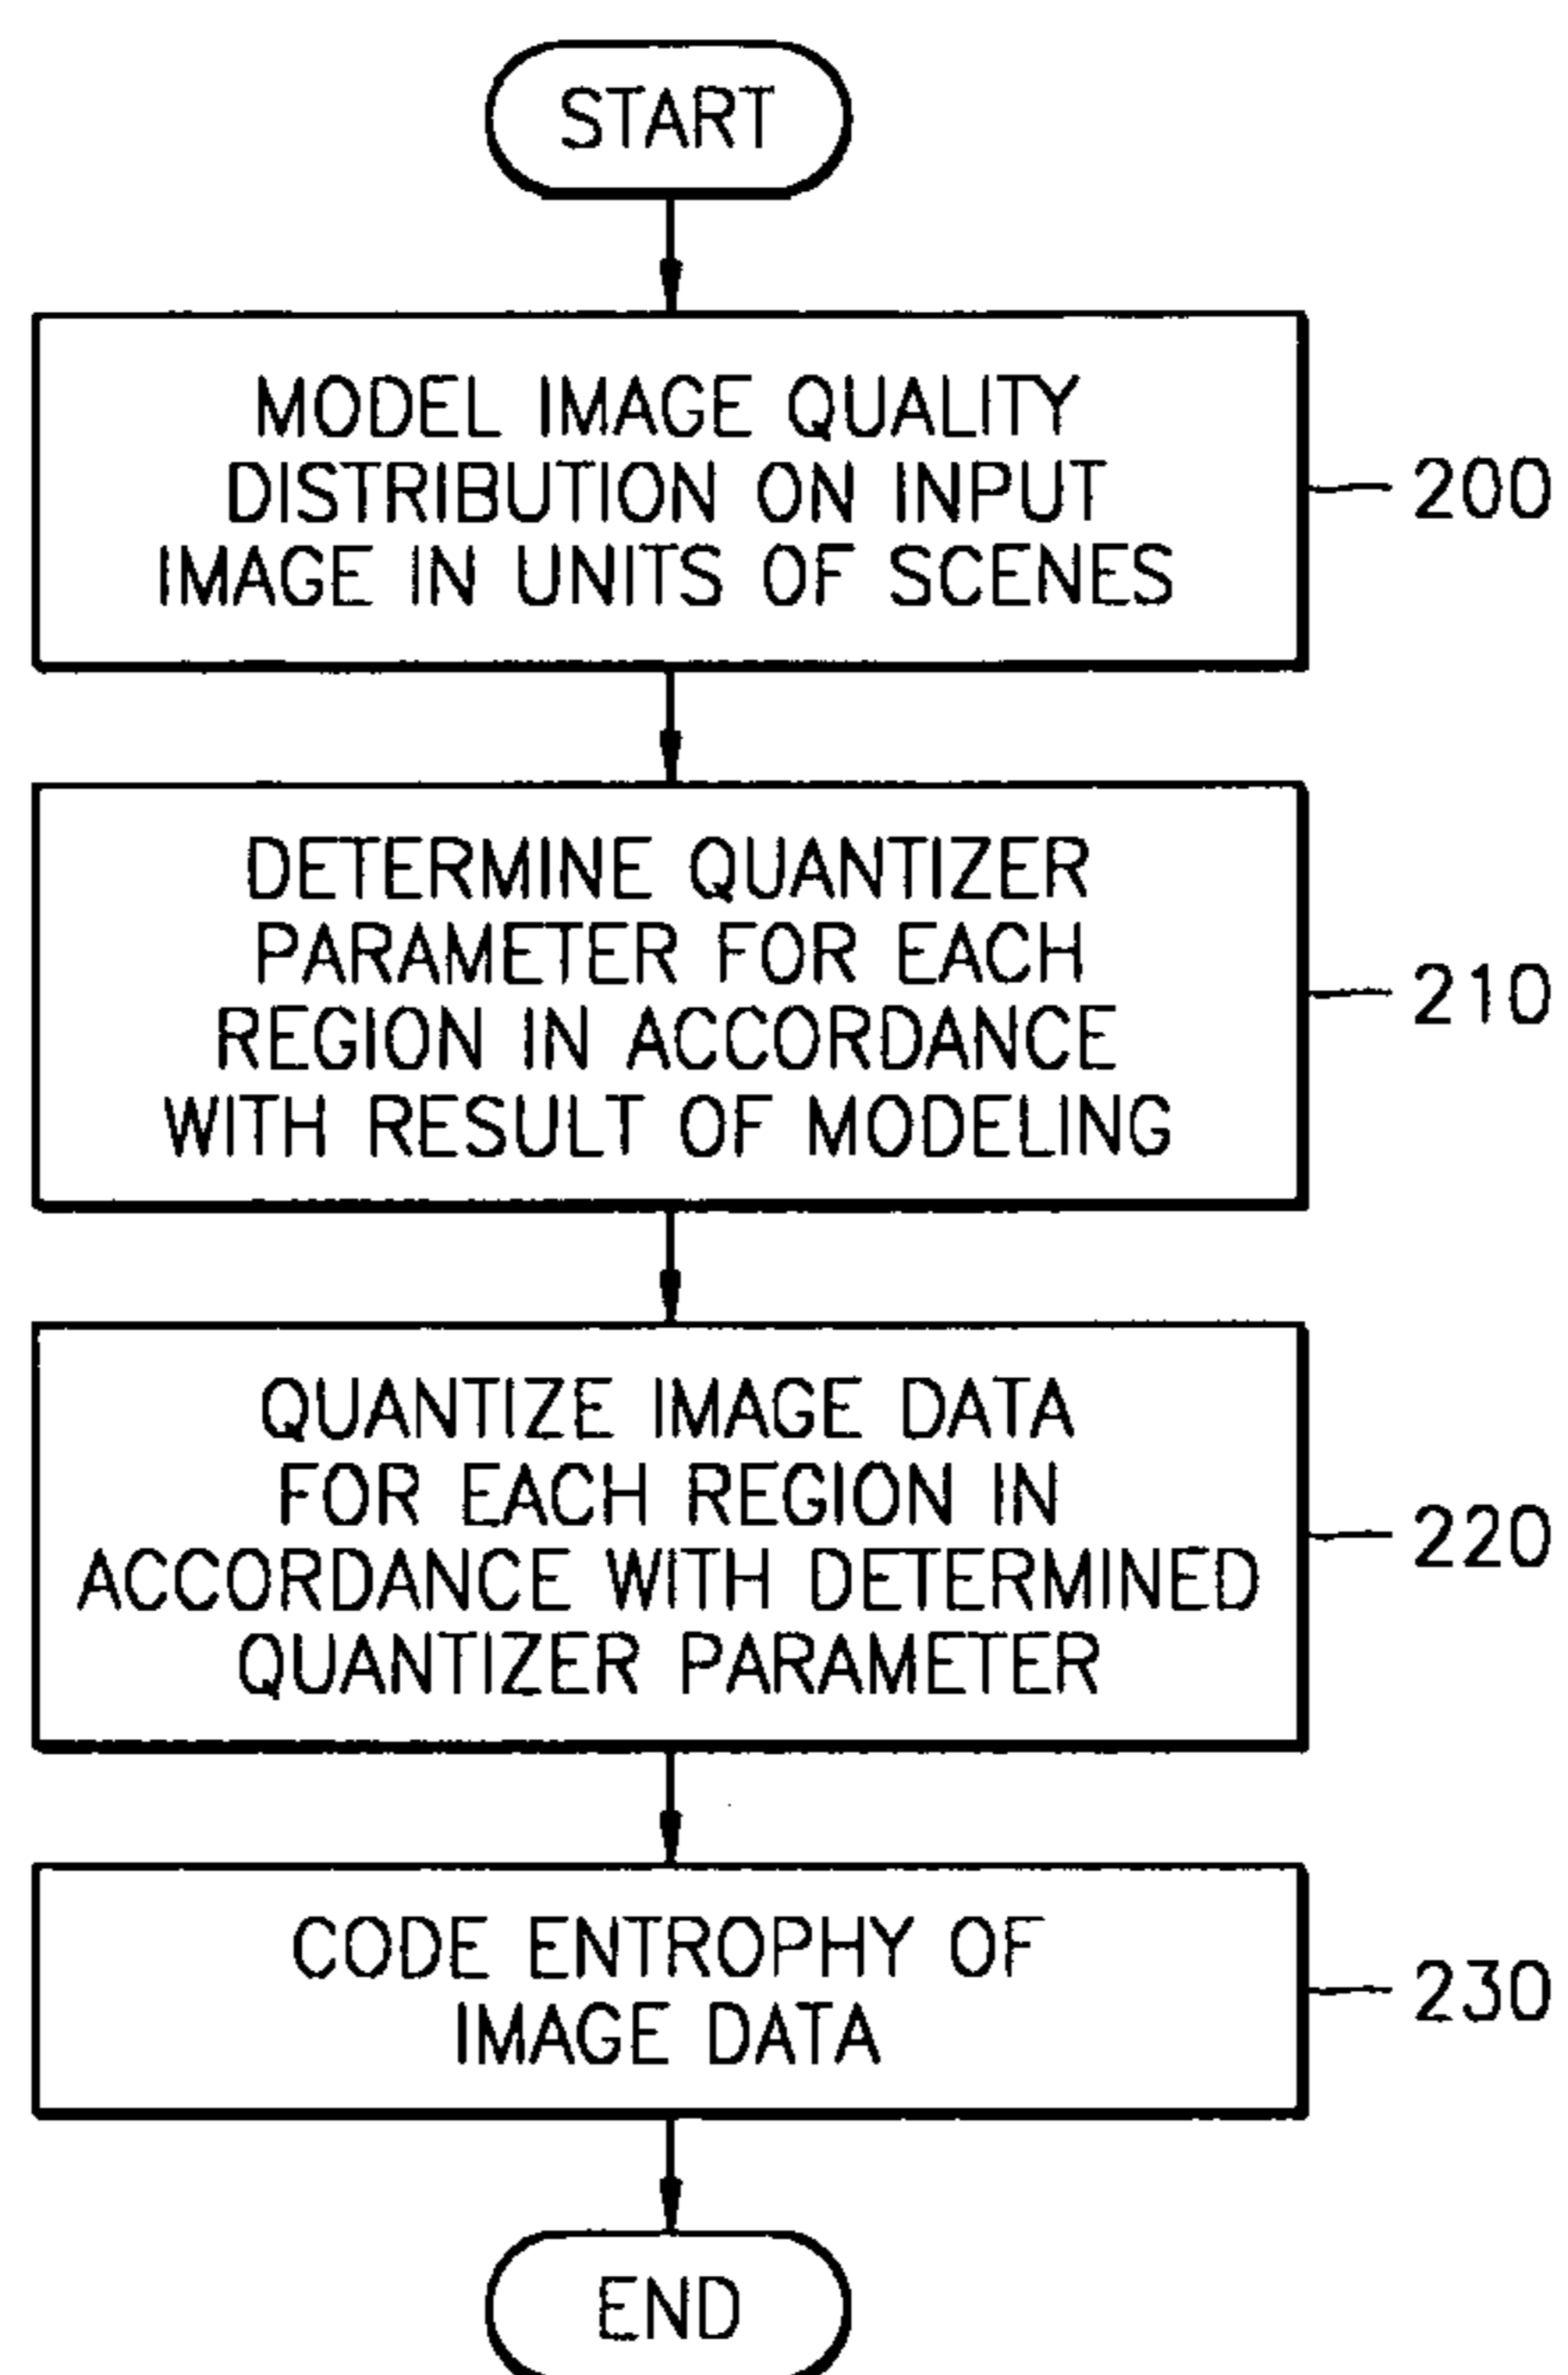 START
MODEL IMAGE QUALITY
DISTRIBUTION ON INPUT
IMAGE IN UNITS OF SCENES
200
DETERMINE QUANTIZER
PARAMETER FOR EACH
REGION IN ACCORDANCE
WITH RESULT OF MODELING
210
QUANTIZE IMAGE DATA
FOR EACH REGION IN
ACCORDANCE WITH DETERMINED
QUANTIZER PARAMETER
220
CODE ENTROPHY OF
IMAGE DATA
230
END